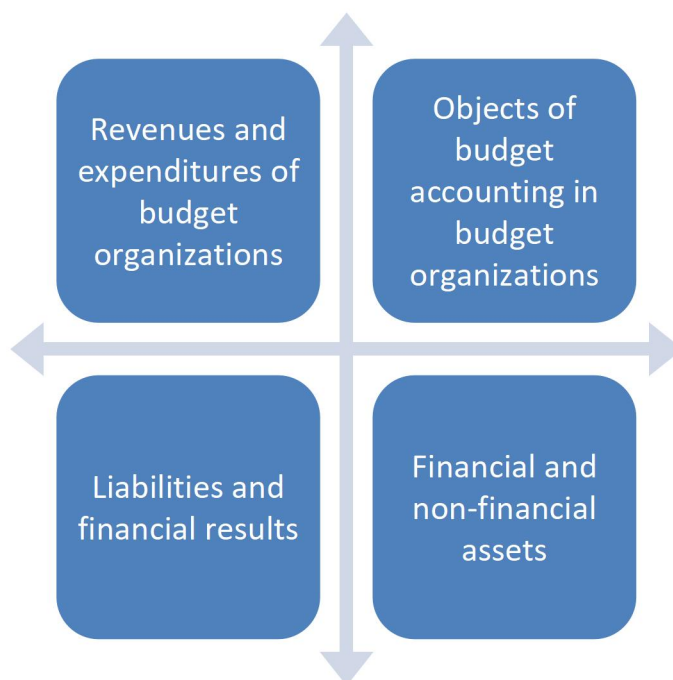 Revenues and
expenditures of
budget
organizations
Objects of
budget
accounting in
budget
organizations
Liabilities and
financial results
Financial and
non-financial
assets